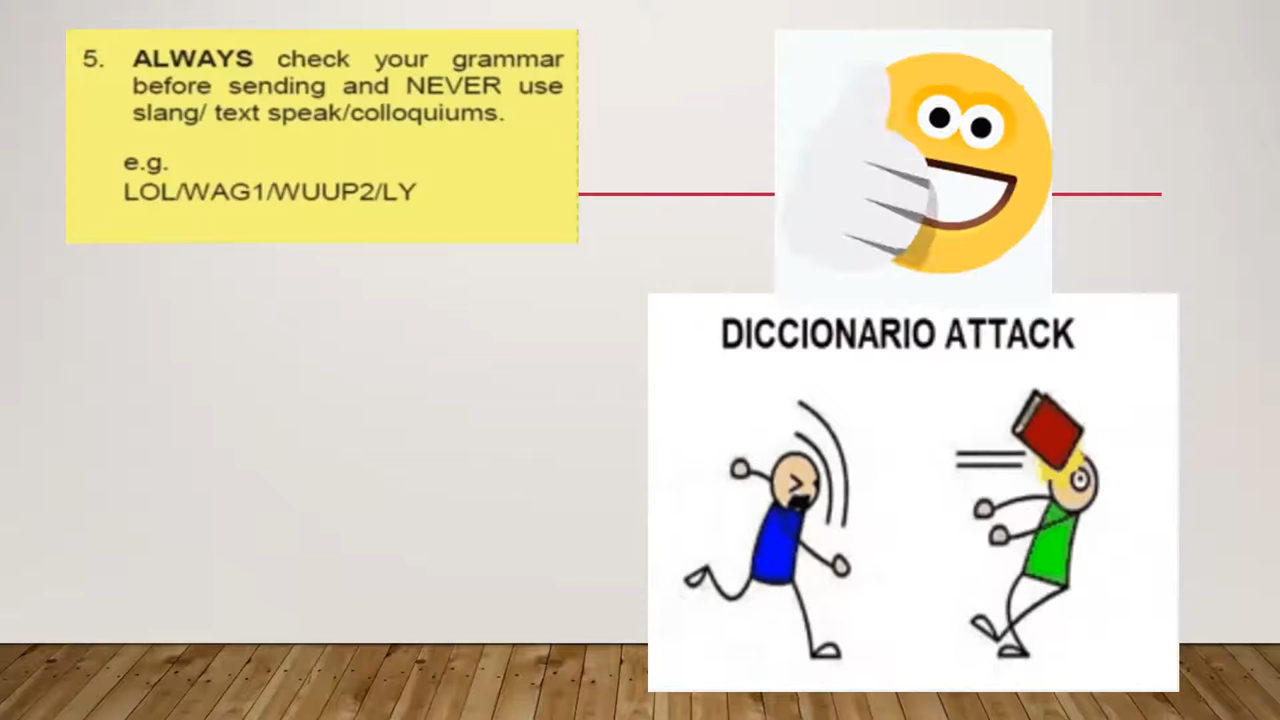 5. ALWAYS check your grammar
before sending and NEVER use
slang/ text speak/colloquiums.
e.g.
LOL/WAG1/WUUP2/LY
DICCIONARIO ATTACK